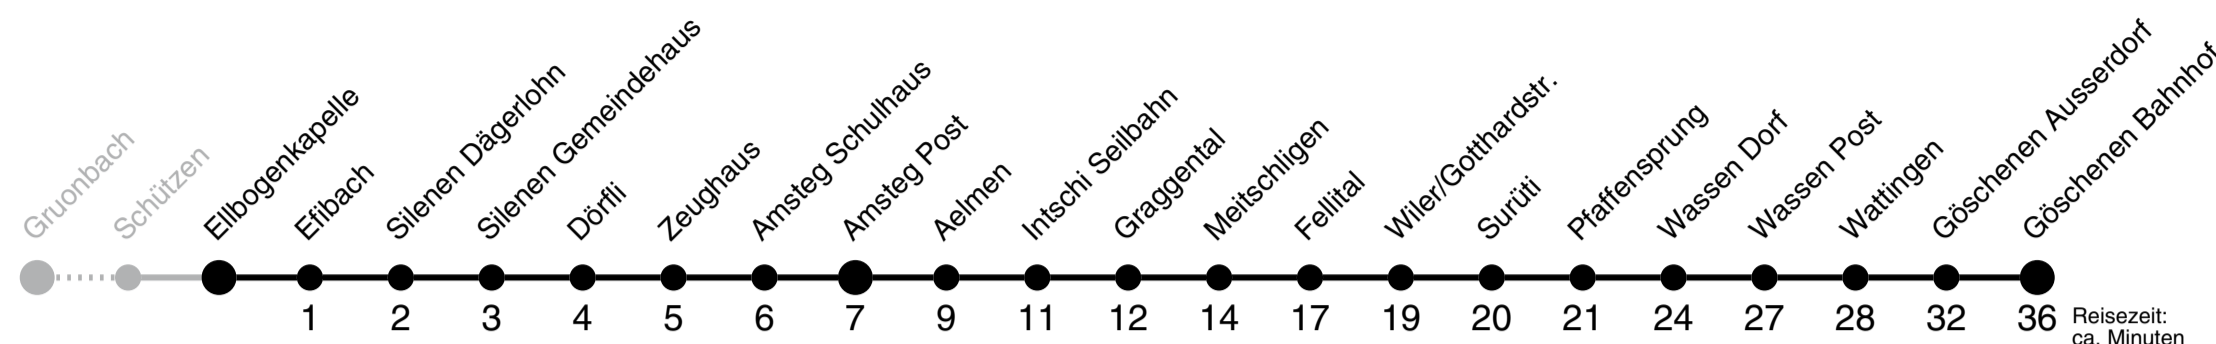 Gruonbach
Schützen
Ellbogenkapelle
Efibach
Silenen Dägerlohn
Silenen Gemeindehaus
Dörfli
Zeughaus
Amsteg Schulhaus
Amsteg Post
Aelmen
Intschi Seilbahn
Graggental
Meitschligen
Fellital
Wiler/Gotthardstr.
Surüti
Pfaffensprung
Wassen Dorf
Wassen Post
Wattingen
Göschenen Ausserdorf
Göschenen Bahnhof
1 2 3 4 5 6 7 9 11 12 14 17 19 20 21 24 27 28 32 36
Reisezeit:
ca. Minuten